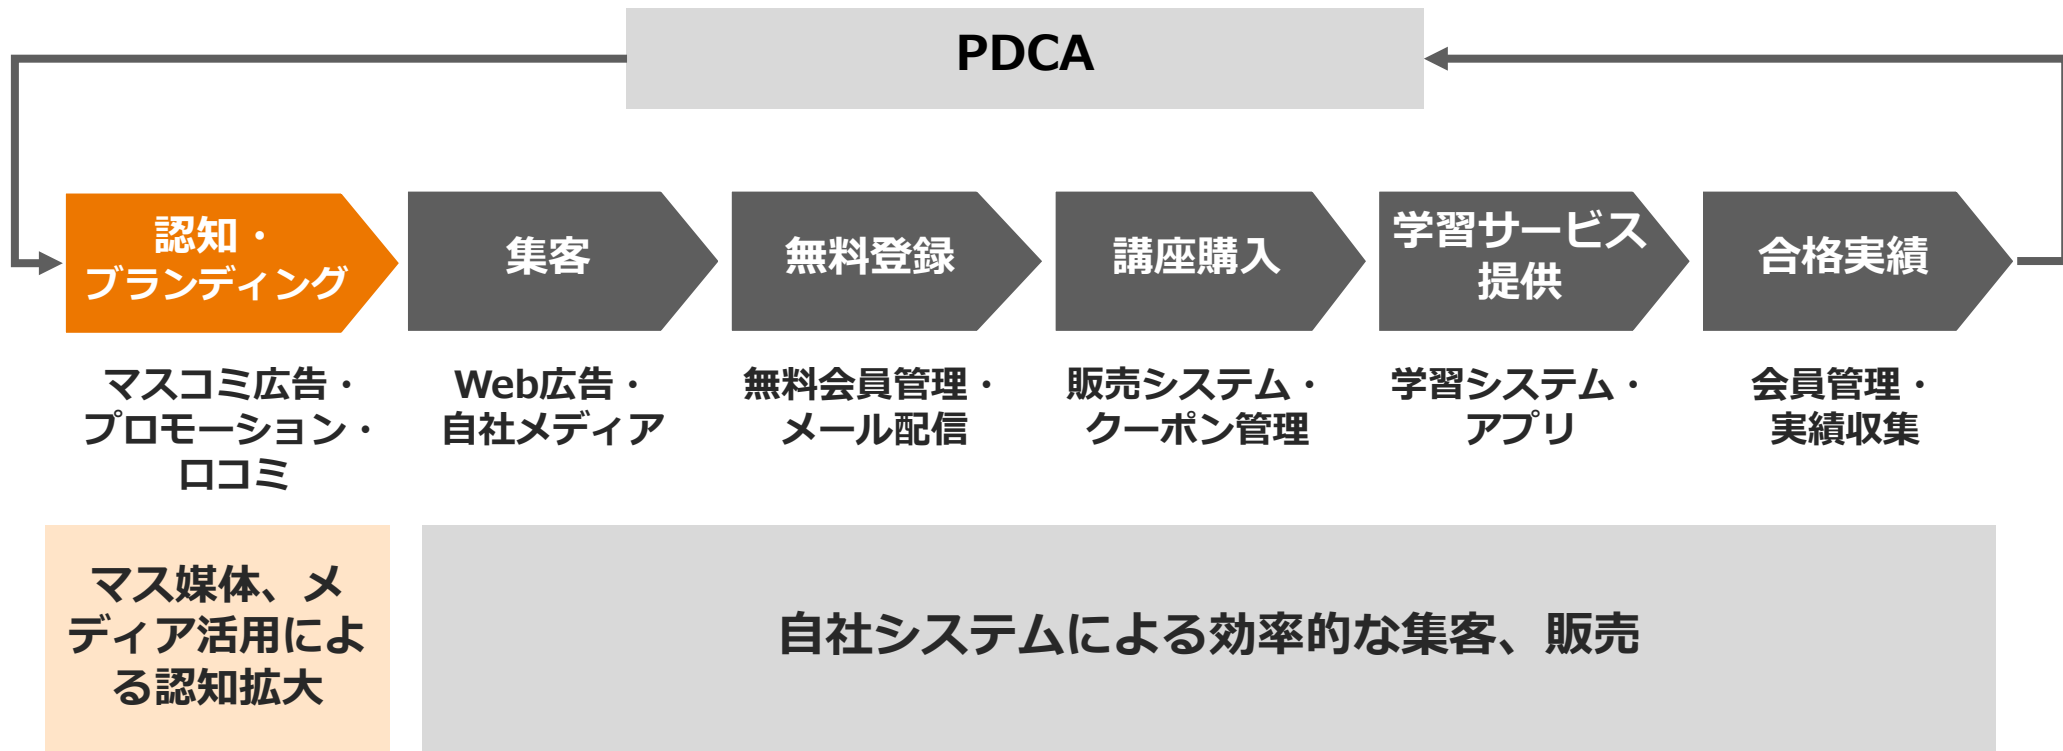 PDCA
認知・
ブランディング
集客
無料登録
講座購入
学習サービス
提供
合格実績
マスコミ広告・
プロモーション・
口コミ
Web広告・
自社メディア
無料会員管理・
メール配信
販売システム・
クーポン管理
学習システム・
アプリ
会員管理・
実績収集
マス媒体、メ
ディア活用によ
る認知拡大
自社システムによる効率的な集客、販売